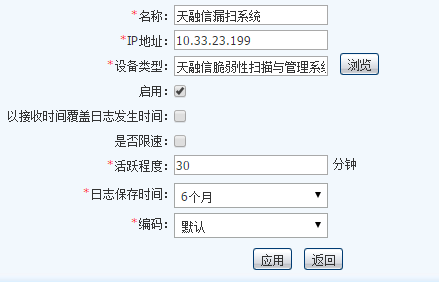 *名称: 天融信漏扫系统
*IP地址: 10.33.23.199
*设备类型: 天融信脆弱性扫描与管理系统 浏览
启用:
以接收时间覆盖日志发生时间:
是否限速:
*活跃程度: 30 分钟
*日志保存时间: 6个月
*编码: 默认
应用 返回